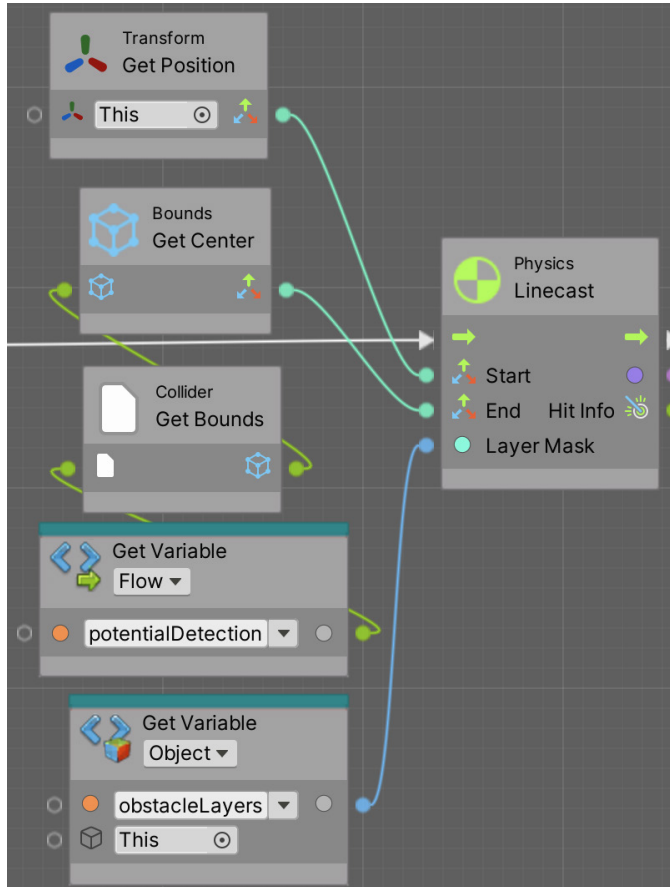 Transform
Get Position
This
Bounds
Get Center
Physics
Linecast
Start
End Hit Info
Layer Mask
Collider
Get Bounds
Get Variable
Flow
potentialDetection
Get Variable
Object
obstacleLayers
This